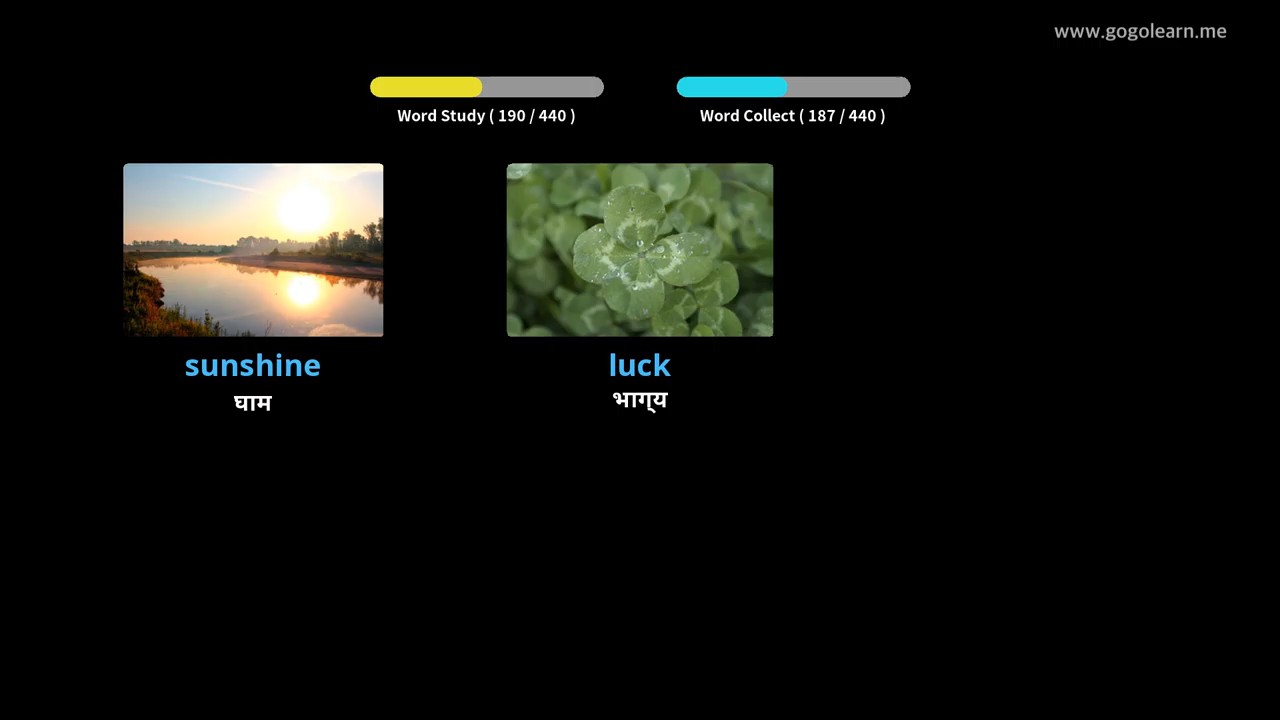 www.gogolearn.me
Word Study ( 190 / 440 )
Word Collect ( 187 / 440 )
sunshine
घाम
luck
भाग्‍य